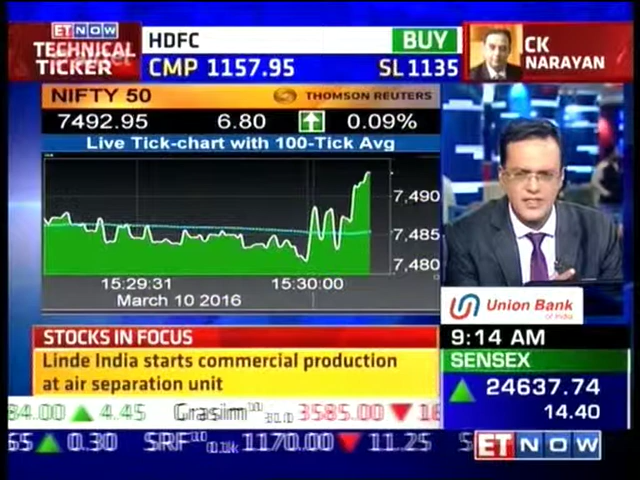 ET NOW
TECHNICAL
TICKER
HDFC
BUY
CMP 1157.95
SL 1135
CK
NARAYAN
NIFTY 50
THOMSON REUTERS
7492.95 6.80 0.09%
Live Tick-chart with 100-Tick Avg
7,490
7,485
7,480
15:29:31 15:30:00
March 10 2016
Union Bank
of India
STOCKS IN FOCUS
Linde India starts commercial production
at air separation unit
9:14 AM
SENSEX
24637.74
14.40
84.00 4.45 Grasim 3585.00
65 0.30 SRF 1170.00 11.25
ET NOW